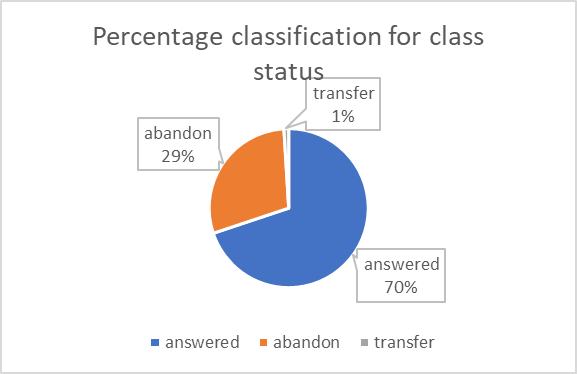 Percentage classification for class
status
transfer
1%
abandon
29%
answered
70%
answered abandon transfer